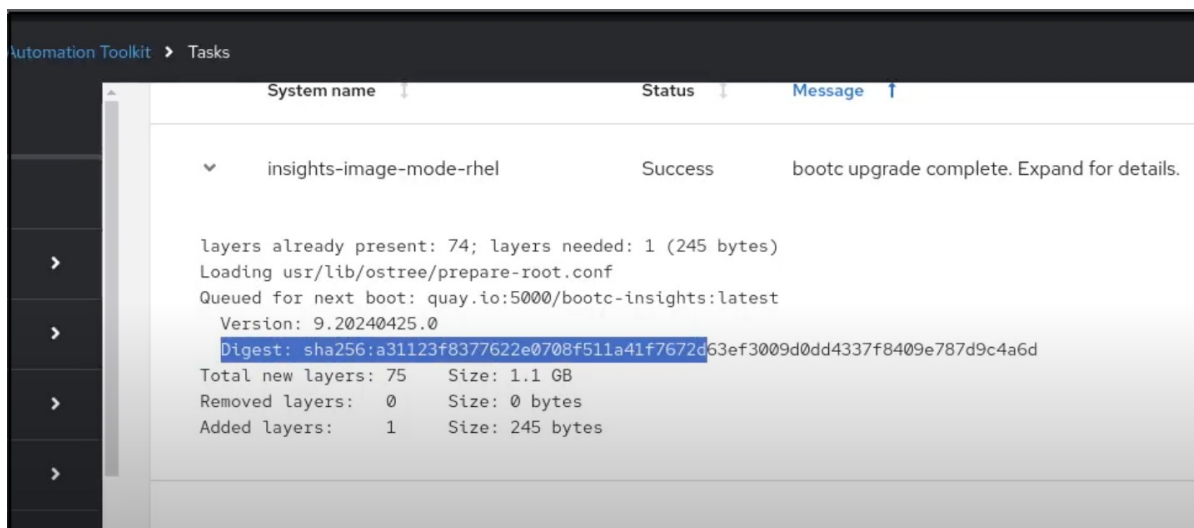 Automation Toolkit > Tasks
System name Status Message
insights-image-mode-rhel Success bootc upgrade complete. Expand for details.
layers already present: 74; layers needed: 1 (245 bytes)
Loading usr/lib/ostree/prepare-root.conf
Queued for next boot: quay.io:5000/bootc-insights:latest
Version: 9.20240425.0
Digest: sha256:a31123f8377622e0708f511a41f7672d63ef3009d0dd4337f8409e787d9c4a6d
Total new layers: 75 Size: 1.1 GB
Removed layers: 0 Size: 0 bytes
Added layers: 1 Size: 245 bytes